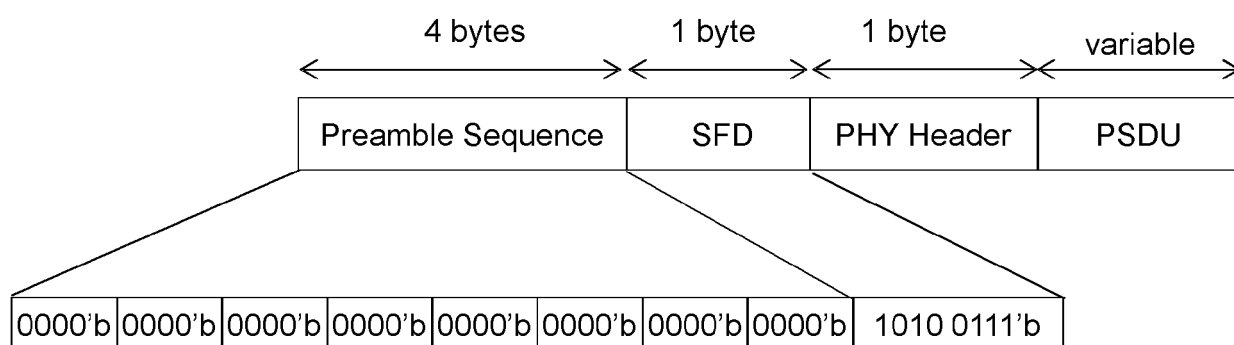 4 bytes 1 byte 1 byte variable
Preamble Sequence SFD PHY Header PSDU
0000'b 0000'b 0000'b 0000'b 0000'b 0000'b 0000'b 0000'b 1010 0111'b